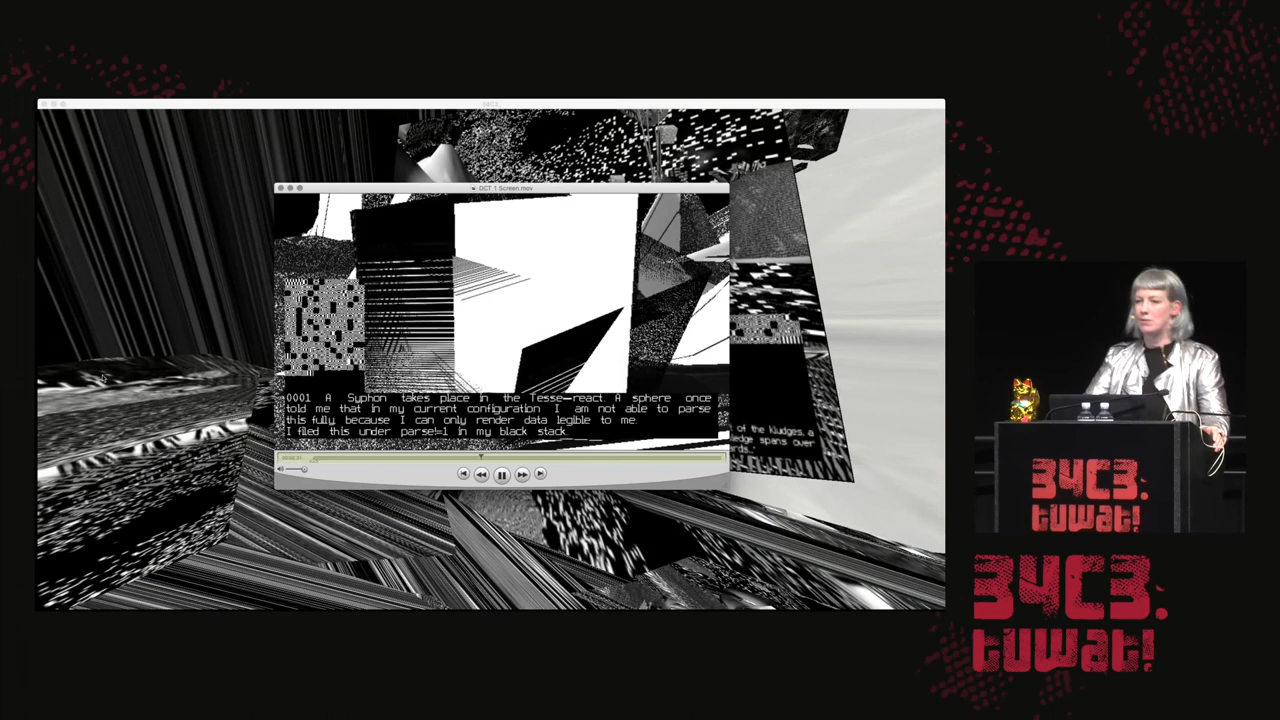 34C3_
DCT 1 Screen.mov
0001 A Syphon takes place in the Tesse-react. A sphere once
told me that in my current configuration I am not able to parse
this fully because I can only render data legible to me.
I filed this under parse!=1 in my black stack.
of the kludges, a
spans over
34C3.
tuwat!
34C3.
tuwat!